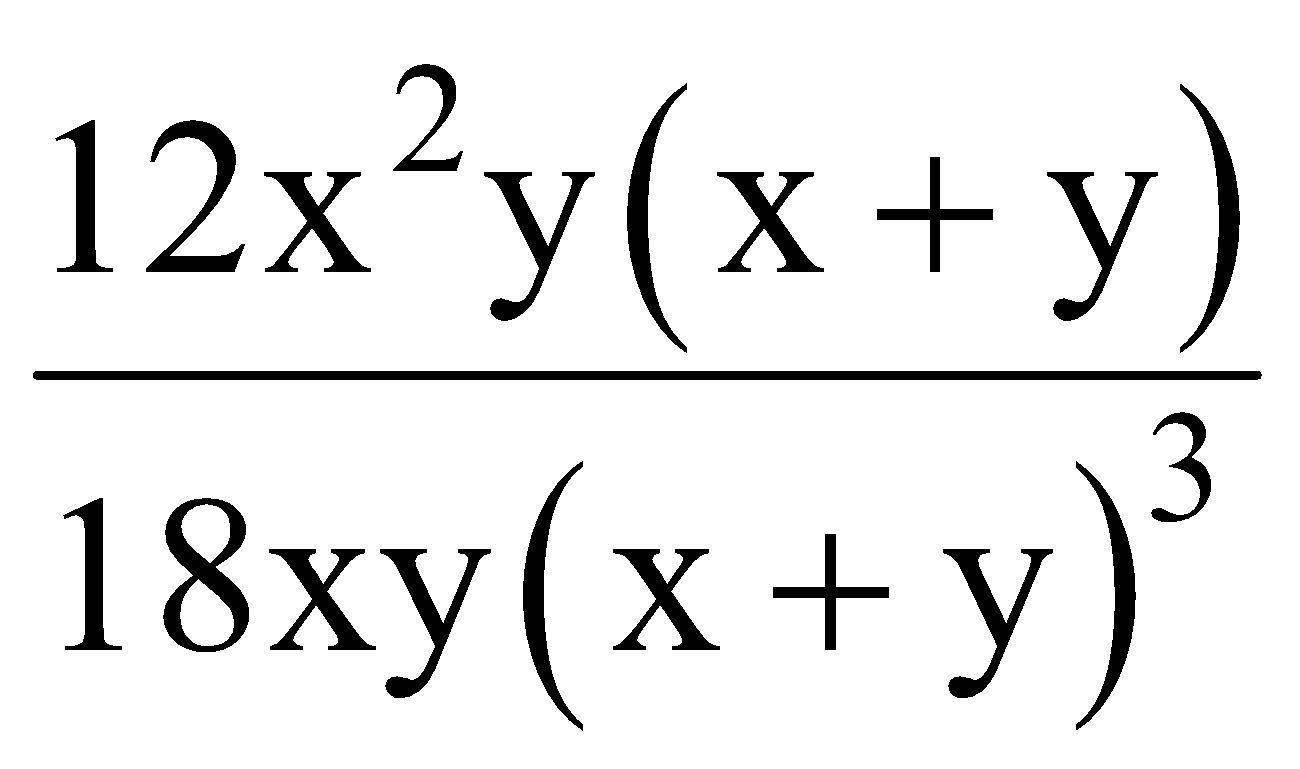 12x²y(x + y)
18xy(x + y)³